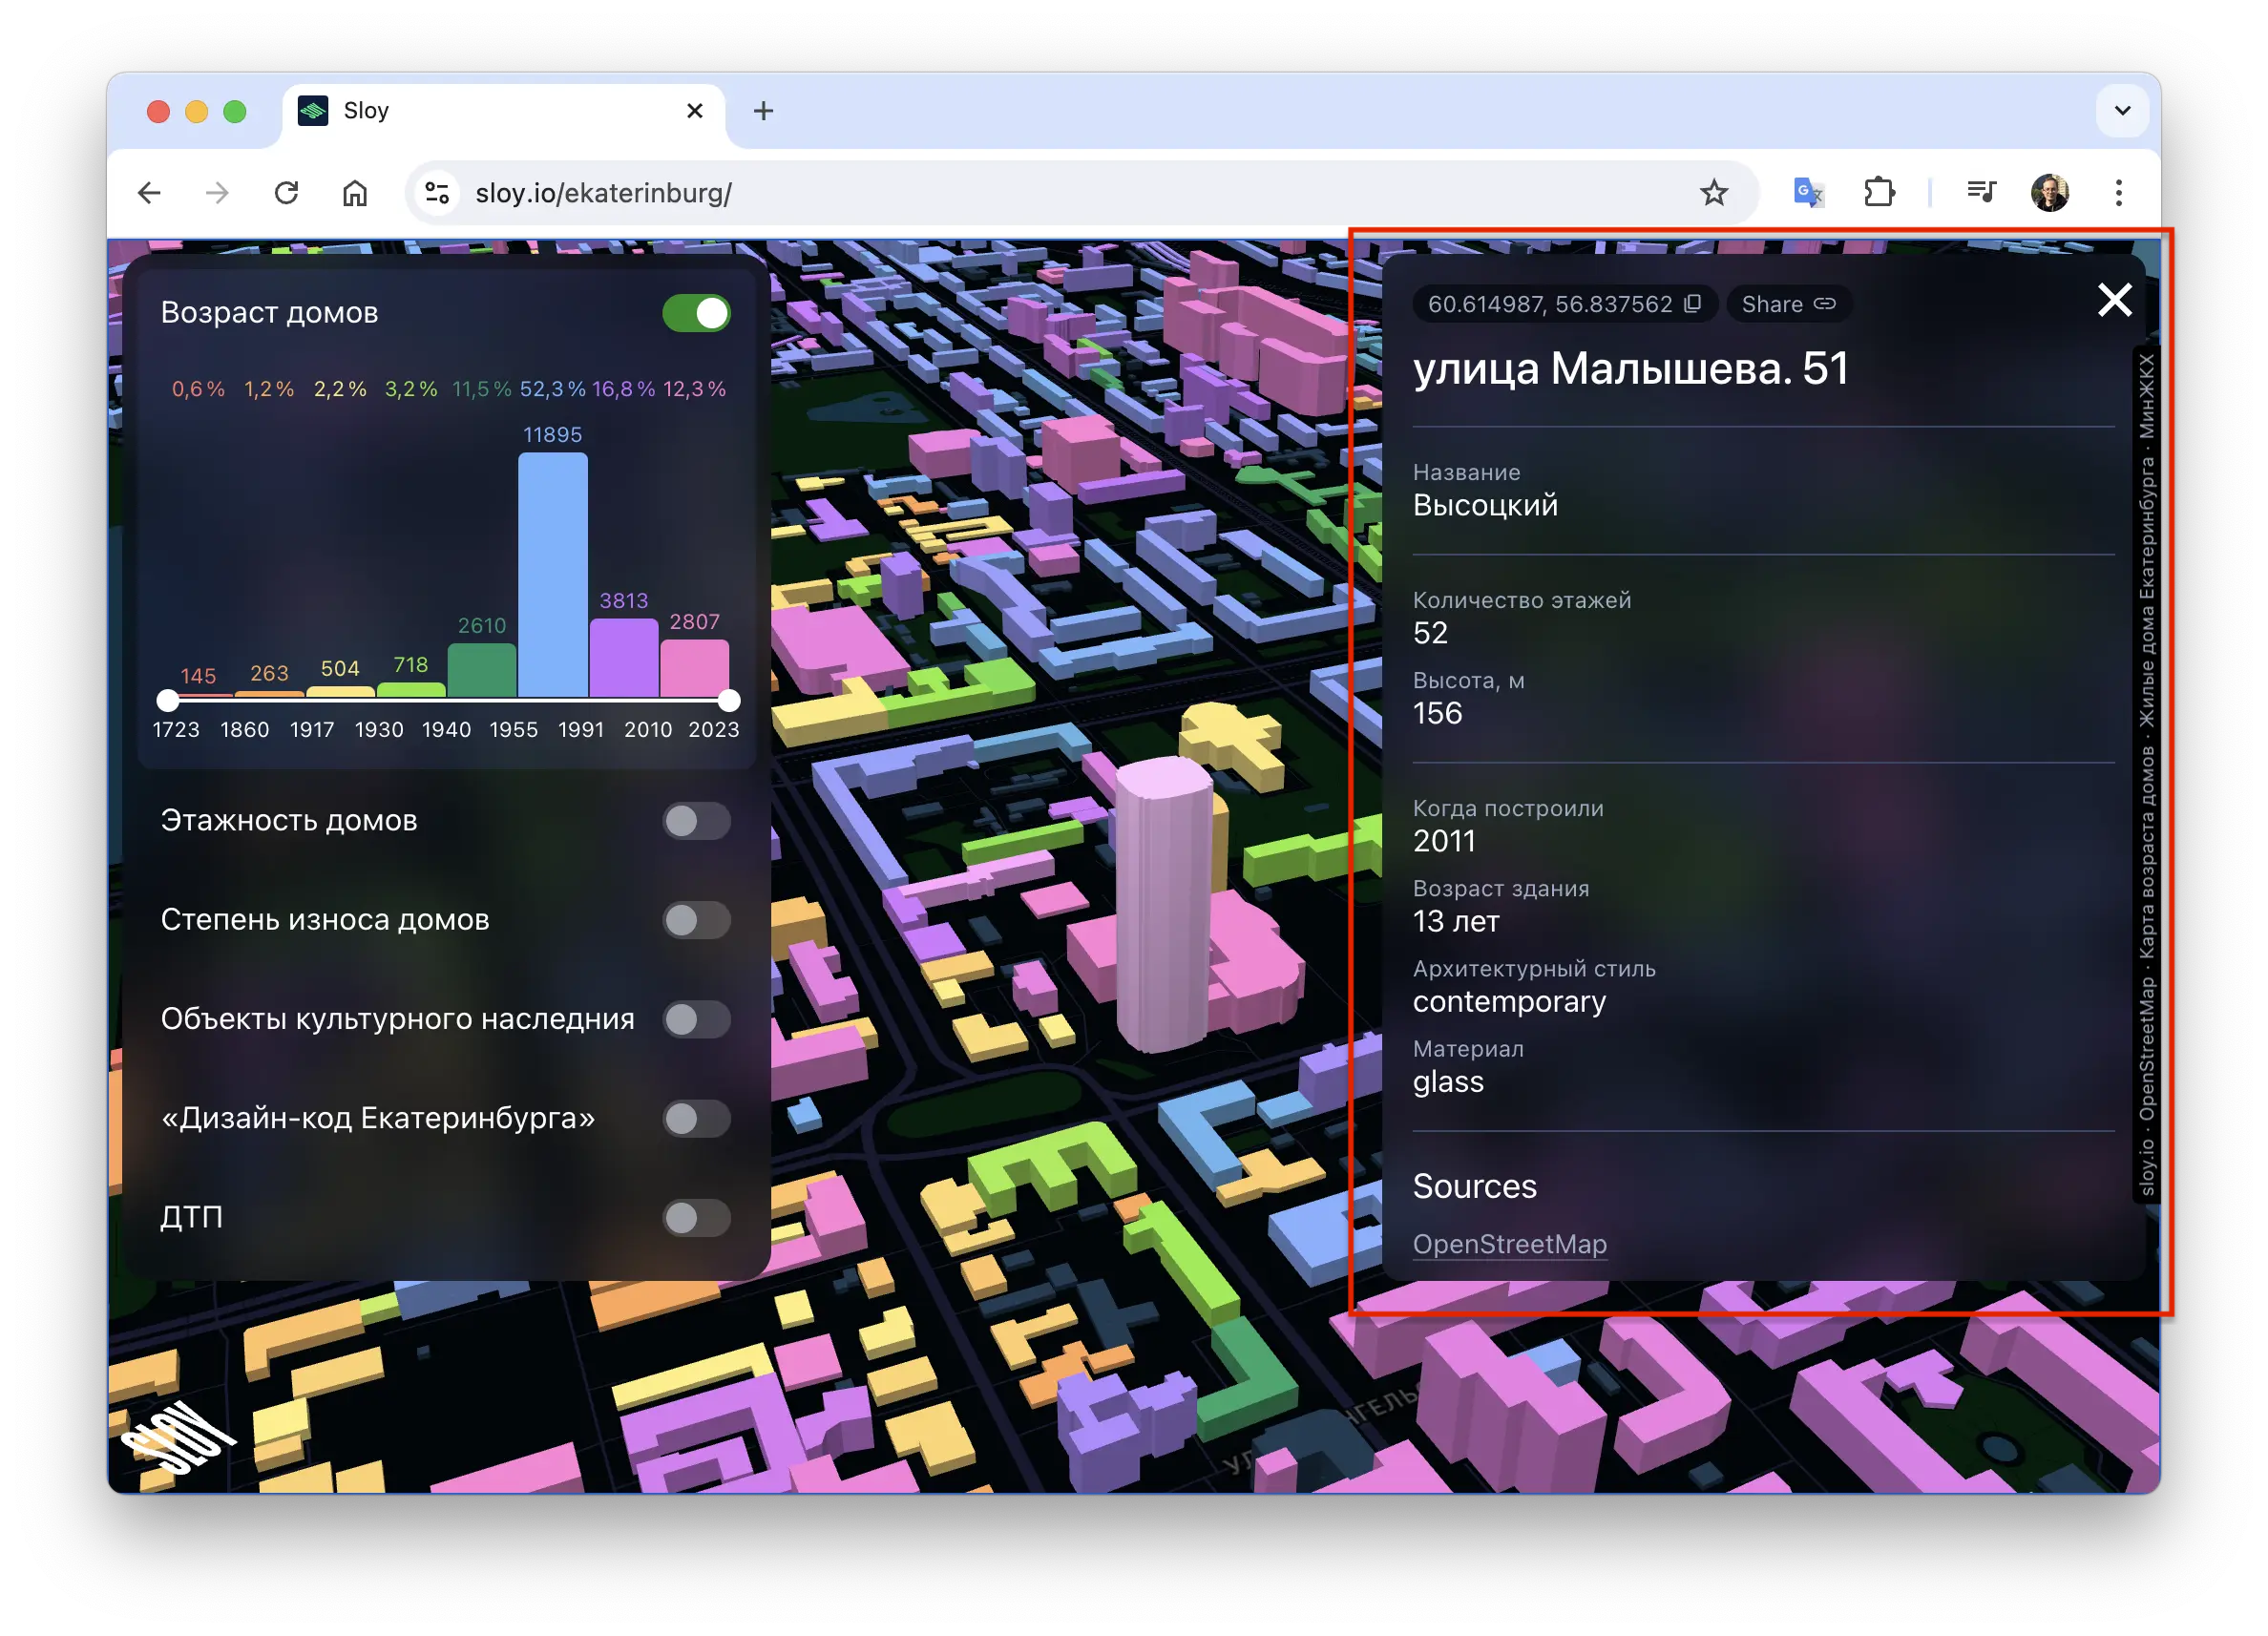 Sloy
sloy.io/ekaterinburg/
Возраст домов
0,6 % 1,2 % 2,2 % 3,2 % 11,5 % 52,3 % 16,8 % 12,3 %
11895
3813
2610
2807
145
263
504
718
1723 1860 1917 1930 1940 1955 1991 2010 2023
Этажность домов
Степень износа домов
Объекты культурного наследния
«Дизайн-код Екатеринбурга»
ДТП
SLOY
60.614987, 56.837562
Share
улица Малышева. 51
Название
Высоцкий
Количество этажей
52
Высота, м
156
Когда построили
2011
Возраст здания
13 лет
Архитектурный стиль
contemporary
Материал
glass
Sources
OpenStreetMap
sloy.io · OpenStreetMap · Карта возраста домов · Жилые дома Екатеринбурга · МинЖКХ